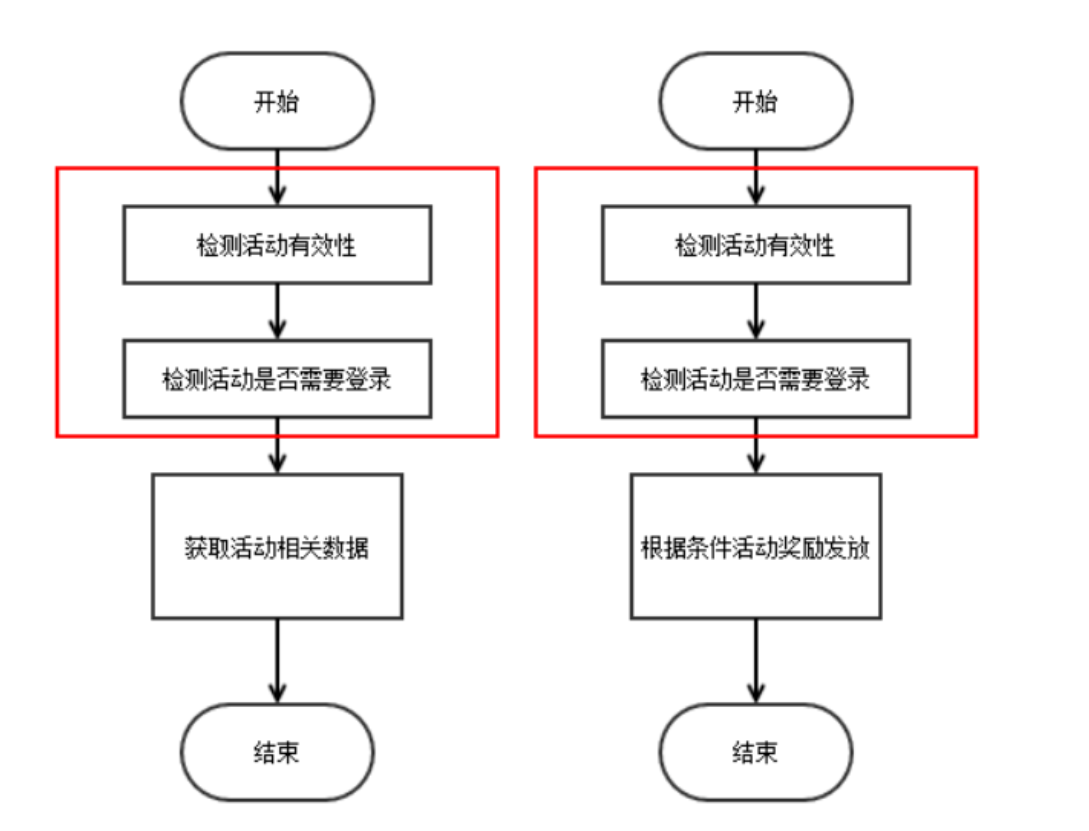 开始
检测活动有效性
检测活动是否需要登录
获取活动相关数据
结束
开始
检测活动有效性
检测活动是否需要登录
根据条件活动奖励发放
结束